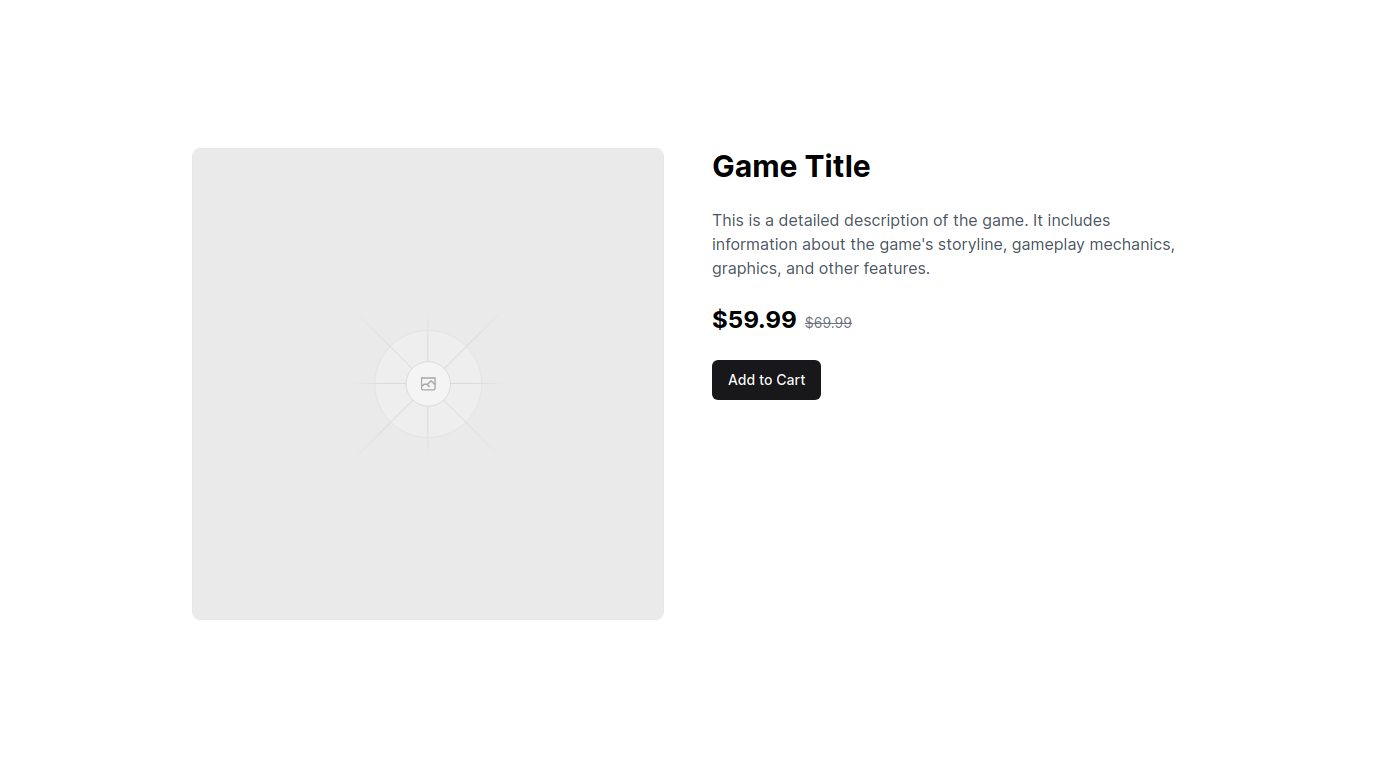 Game Title
This is a detailed description of the game. It includes
information about the game's storyline, gameplay mechanics,
graphics, and other features.
$59.99 $69.99
Add to Cart